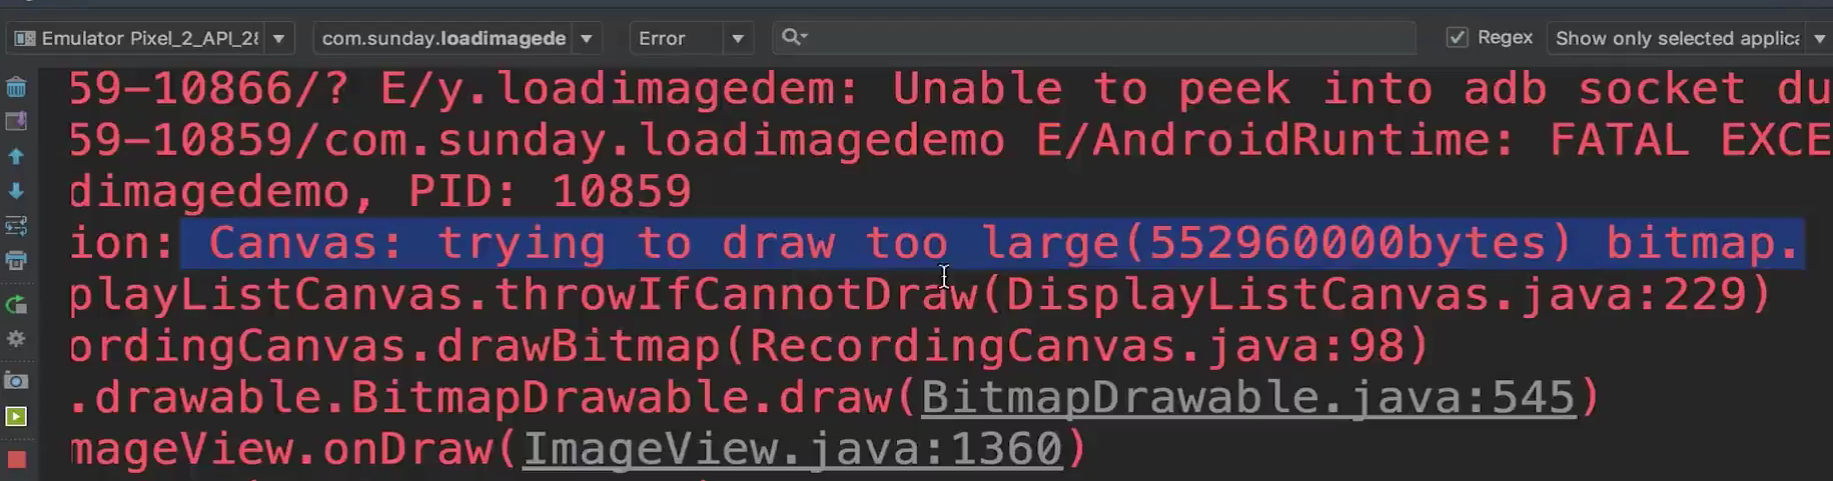 Emulator Pixel_2_API_28 com.sunday.loadimagede Error Regex Show only selected applica
59-10866/? E/y.loadimagedem: Unable to peek into adb socket du
59-10859/com.sunday.loadimagedemo E/AndroidRuntime: FATAL EXCE
dimagedemo, PID: 10859
ion: Canvas: trying to draw too large(552960000bytes) bitmap.
playListCanvas.throwIfCannotDraw(DisplayListCanvas.java:229)
ordingCanvas.drawBitmap(RecordingCanvas.java:98)
.drawable.BitmapDrawable.draw(BitmapDrawable.java:545)
mageView.onDraw(ImageView.java:1360)